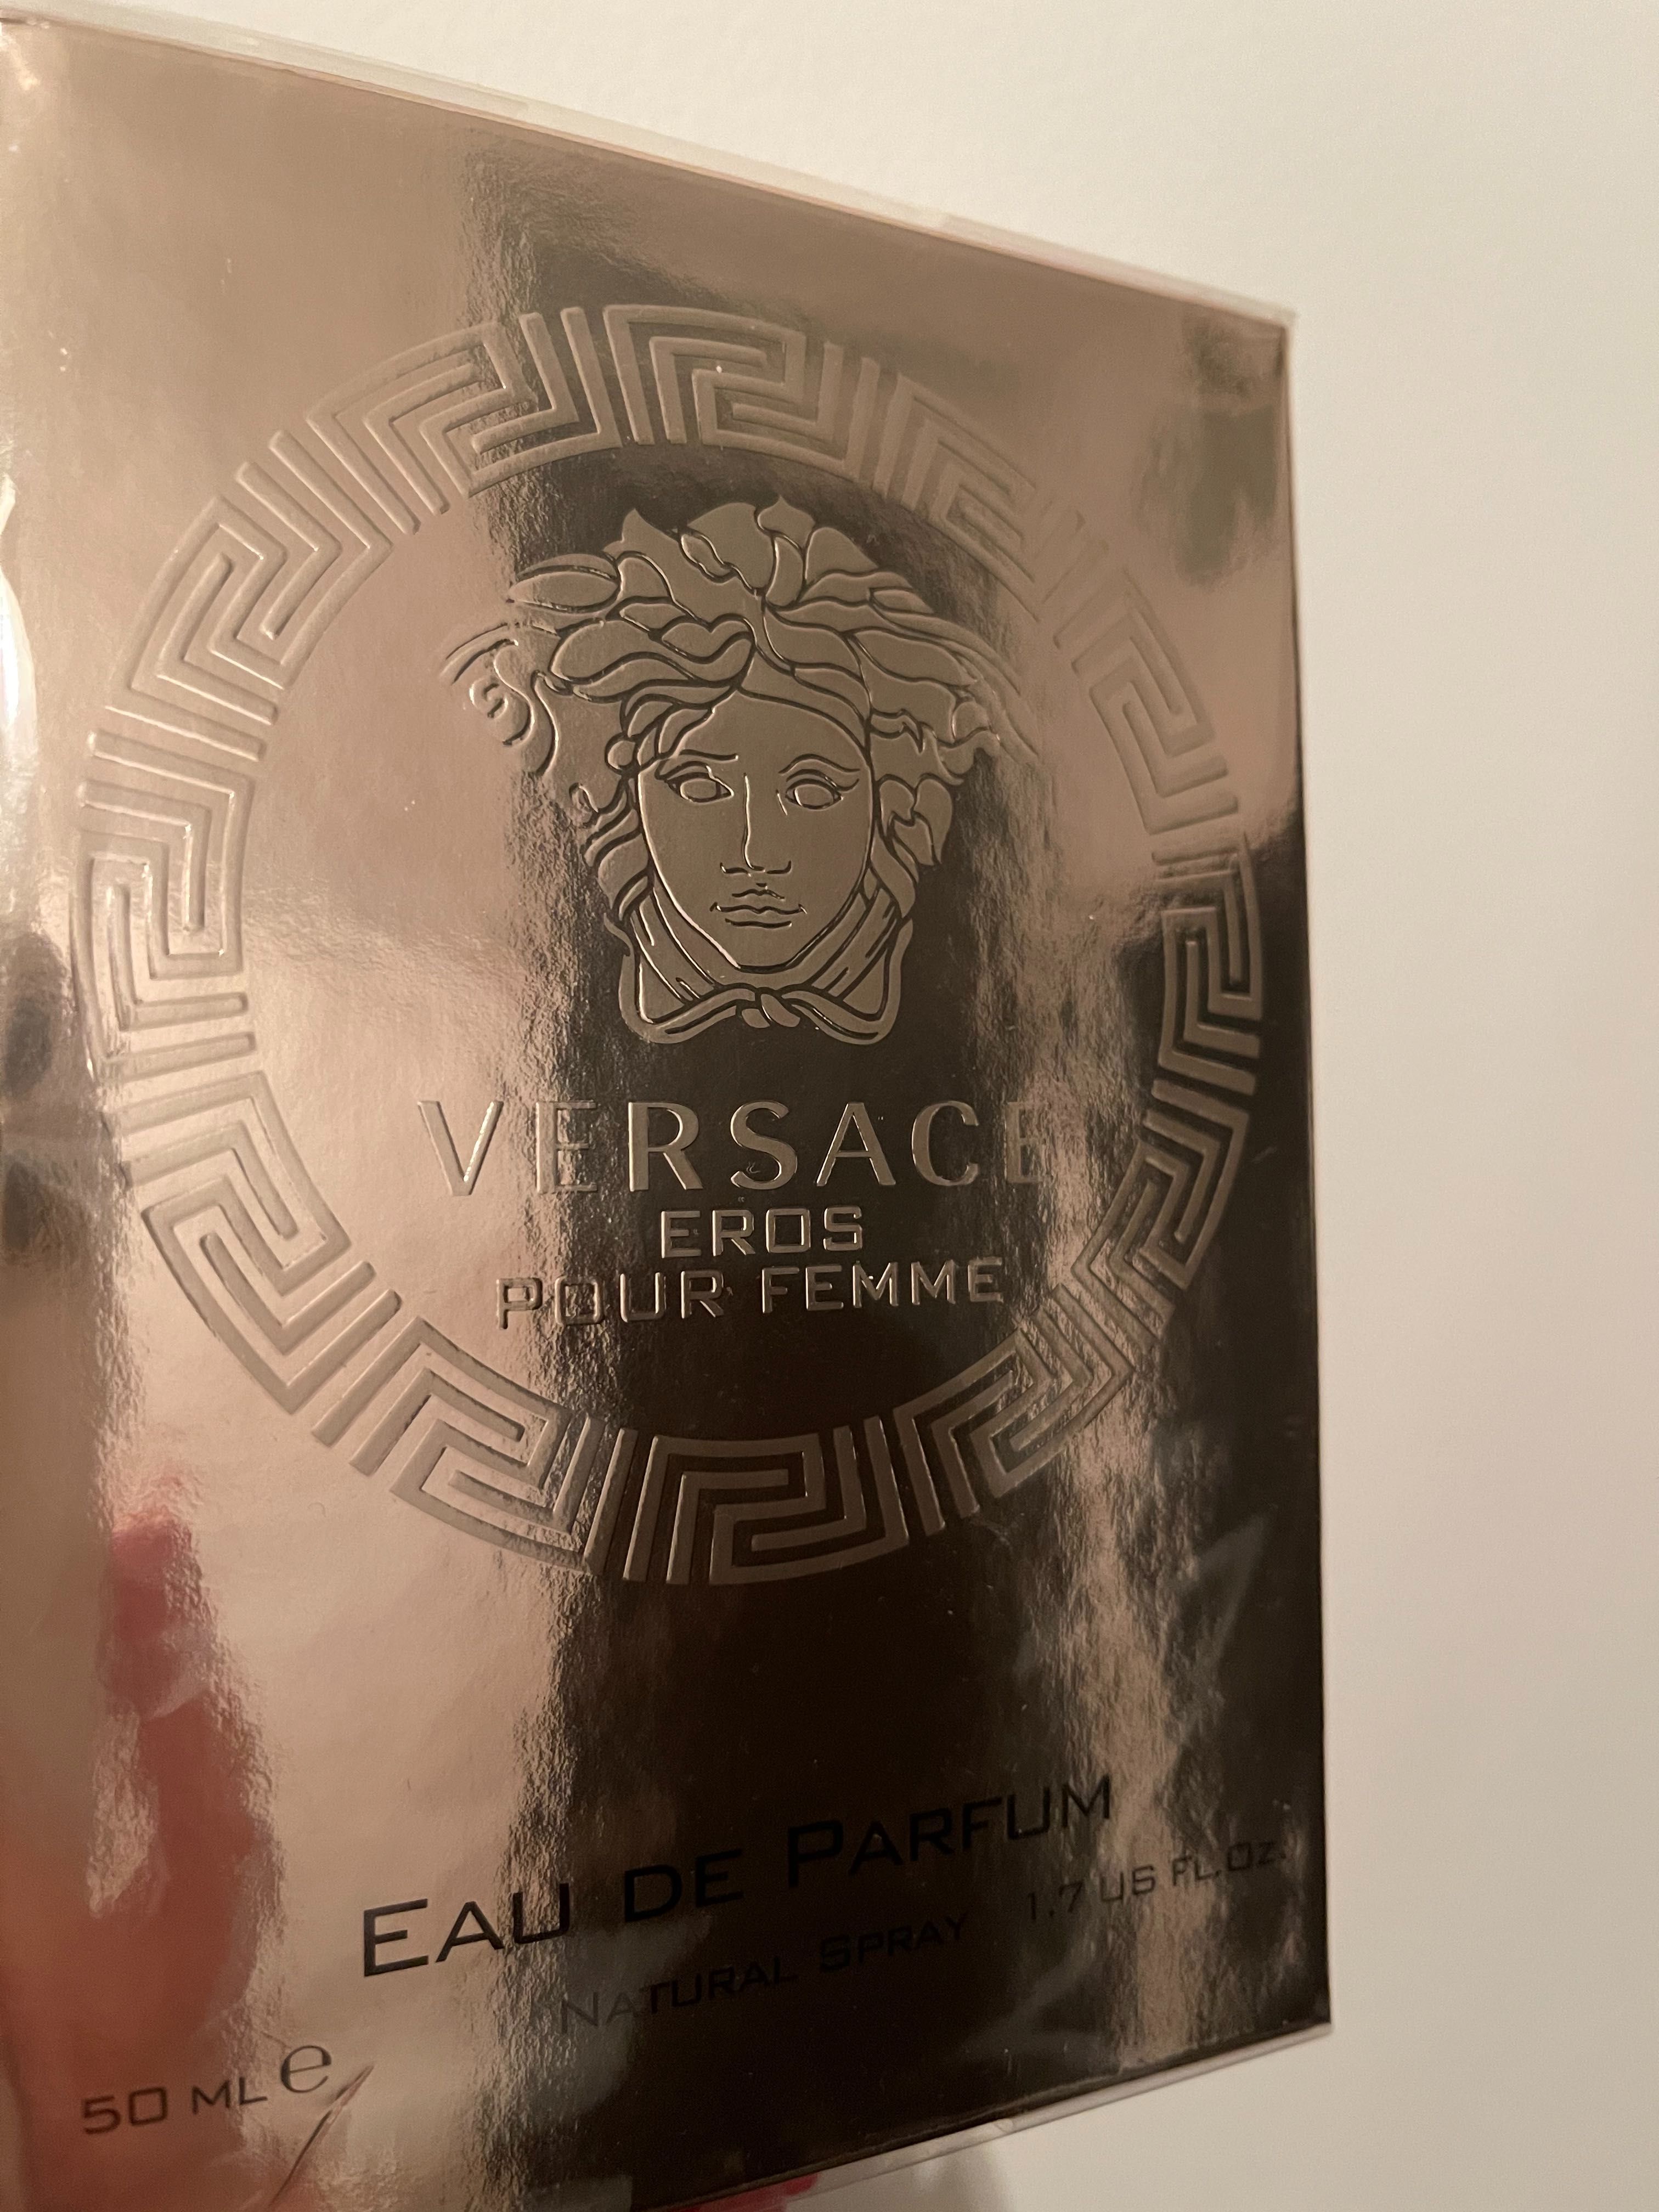 VERSACE
EROS
POUR FEMME
EAU DE PARFUM
50 ML e NATURAL SPRAY 1.7 US FL.OZ.